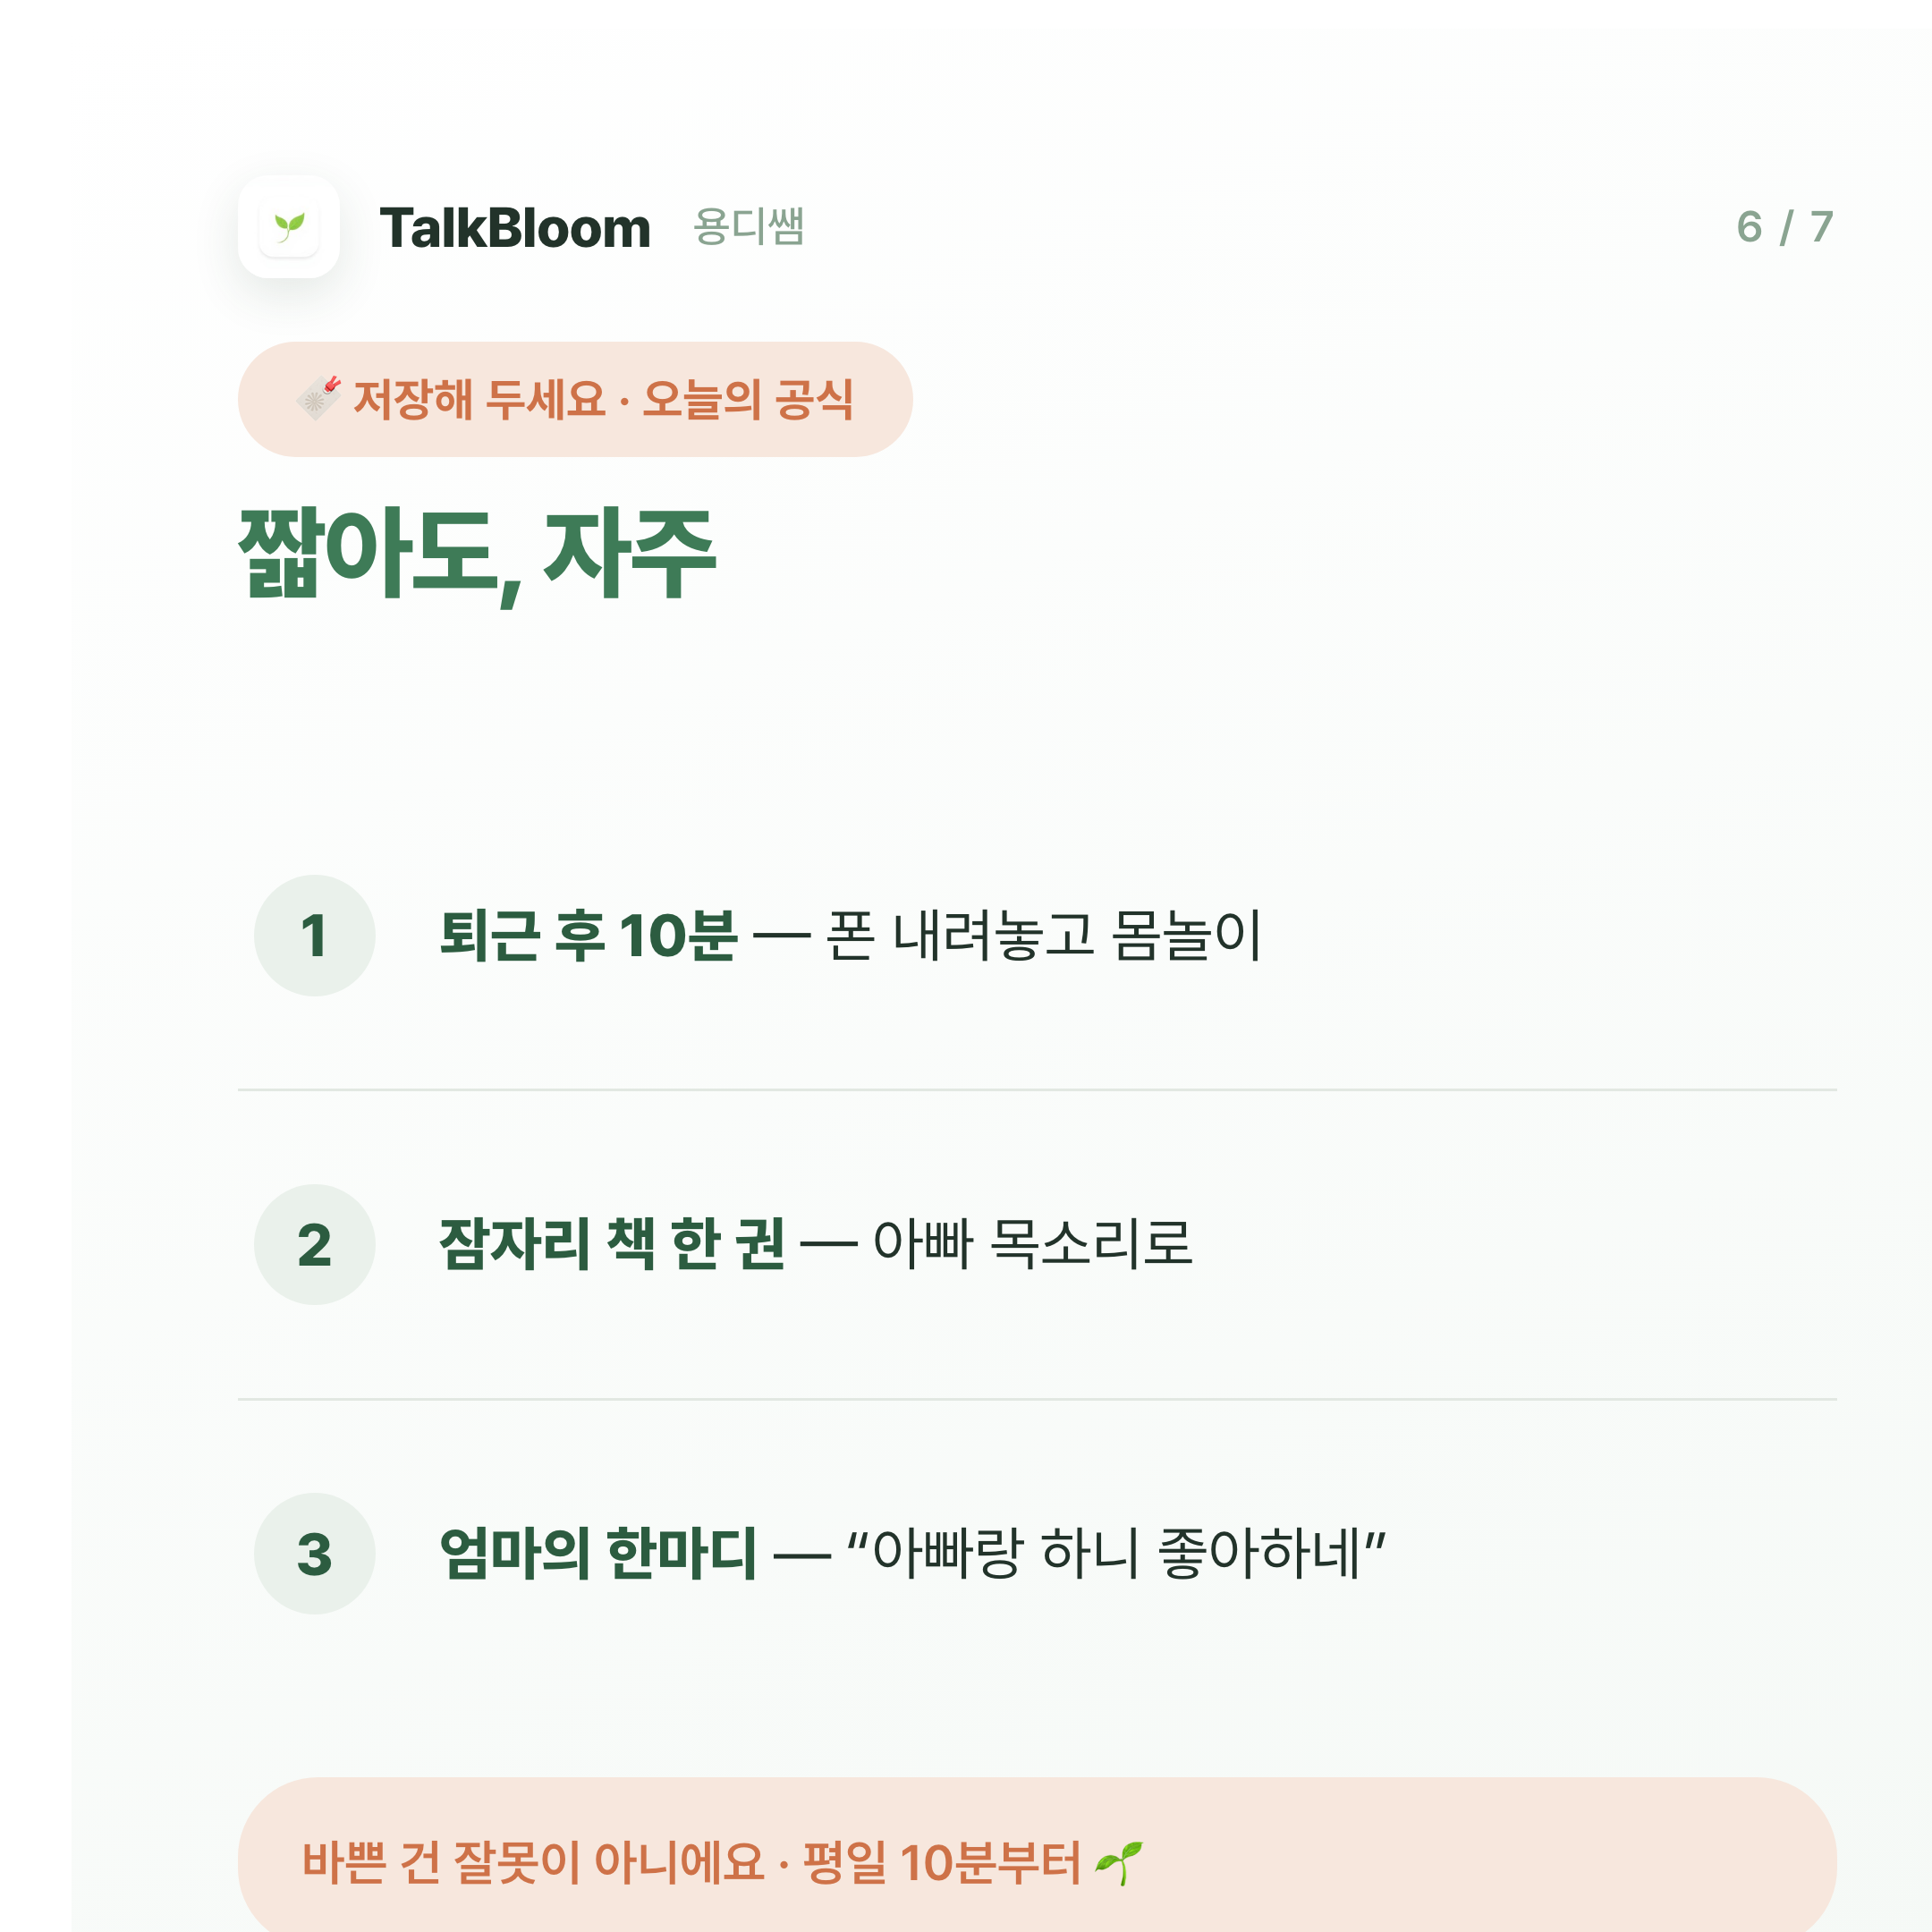 TalkBloom 용디쌤 6 / 7
저장해 두세요 · 오늘의 공식
짧아도, 자주
1 퇴근 후 10분 — 폰 내려놓고 몸놀이
2 잠자리 책 한 권 — 아빠 목소리로
3 엄마의 한마디 — “아빠랑 하니 좋아하네”
바쁜 건 잘못이 아니에요 · 평일 10분부터 🌱